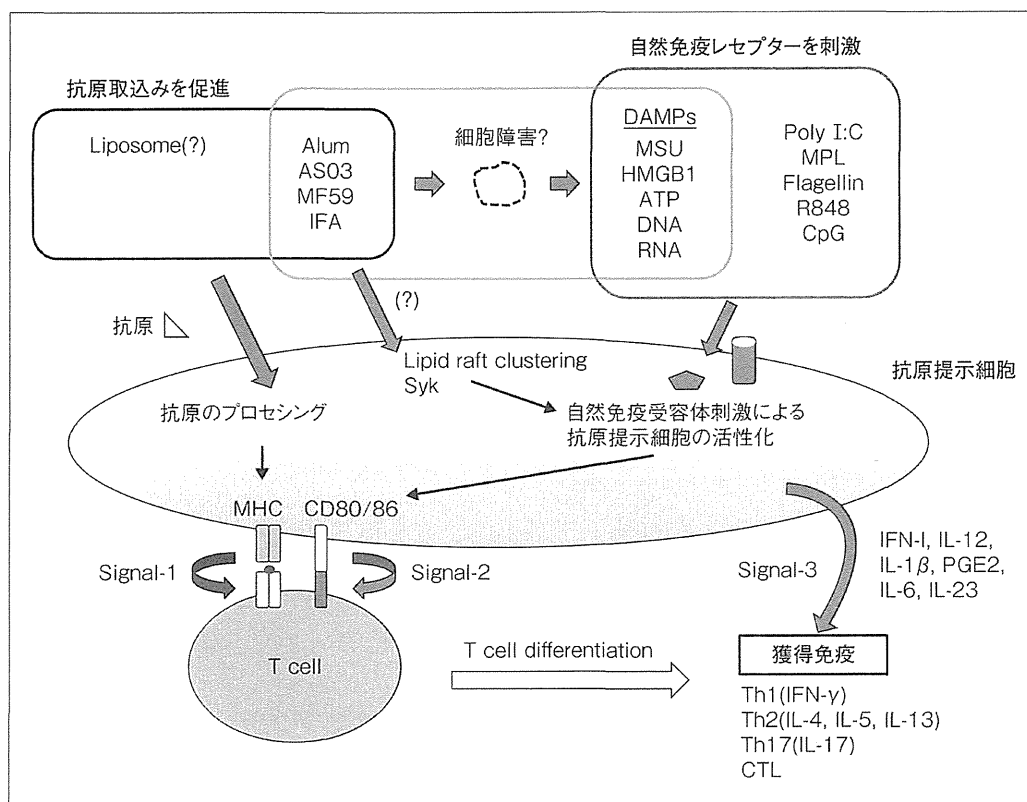 自然免疫レセプターを刺激
抗原取込みを促進
Liposome(?)
Alum
AS03
MF59
IFA
細胞障害?
DAMPs
MSU
HMGB1
ATP
DNA
RNA
Poly I:C
MPL
Flagellin
R848
CpG
抗原
(?)
Lipid raft clustering
Syk
抗原提示細胞
抗原のプロセシング
自然免疫受容体刺激による
抗原提示細胞の活性化
MHC
CD80/86
Signal-1
Signal-2
Signal-3
IFN-I, IL-12,
IL-1β, PGE2,
IL-6, IL-23
T cell
T cell differentiation
獲得免疫
Th1(IFN-γ)
Th2(IL-4, IL-5, IL-13)
Th17(IL-17)
CTL